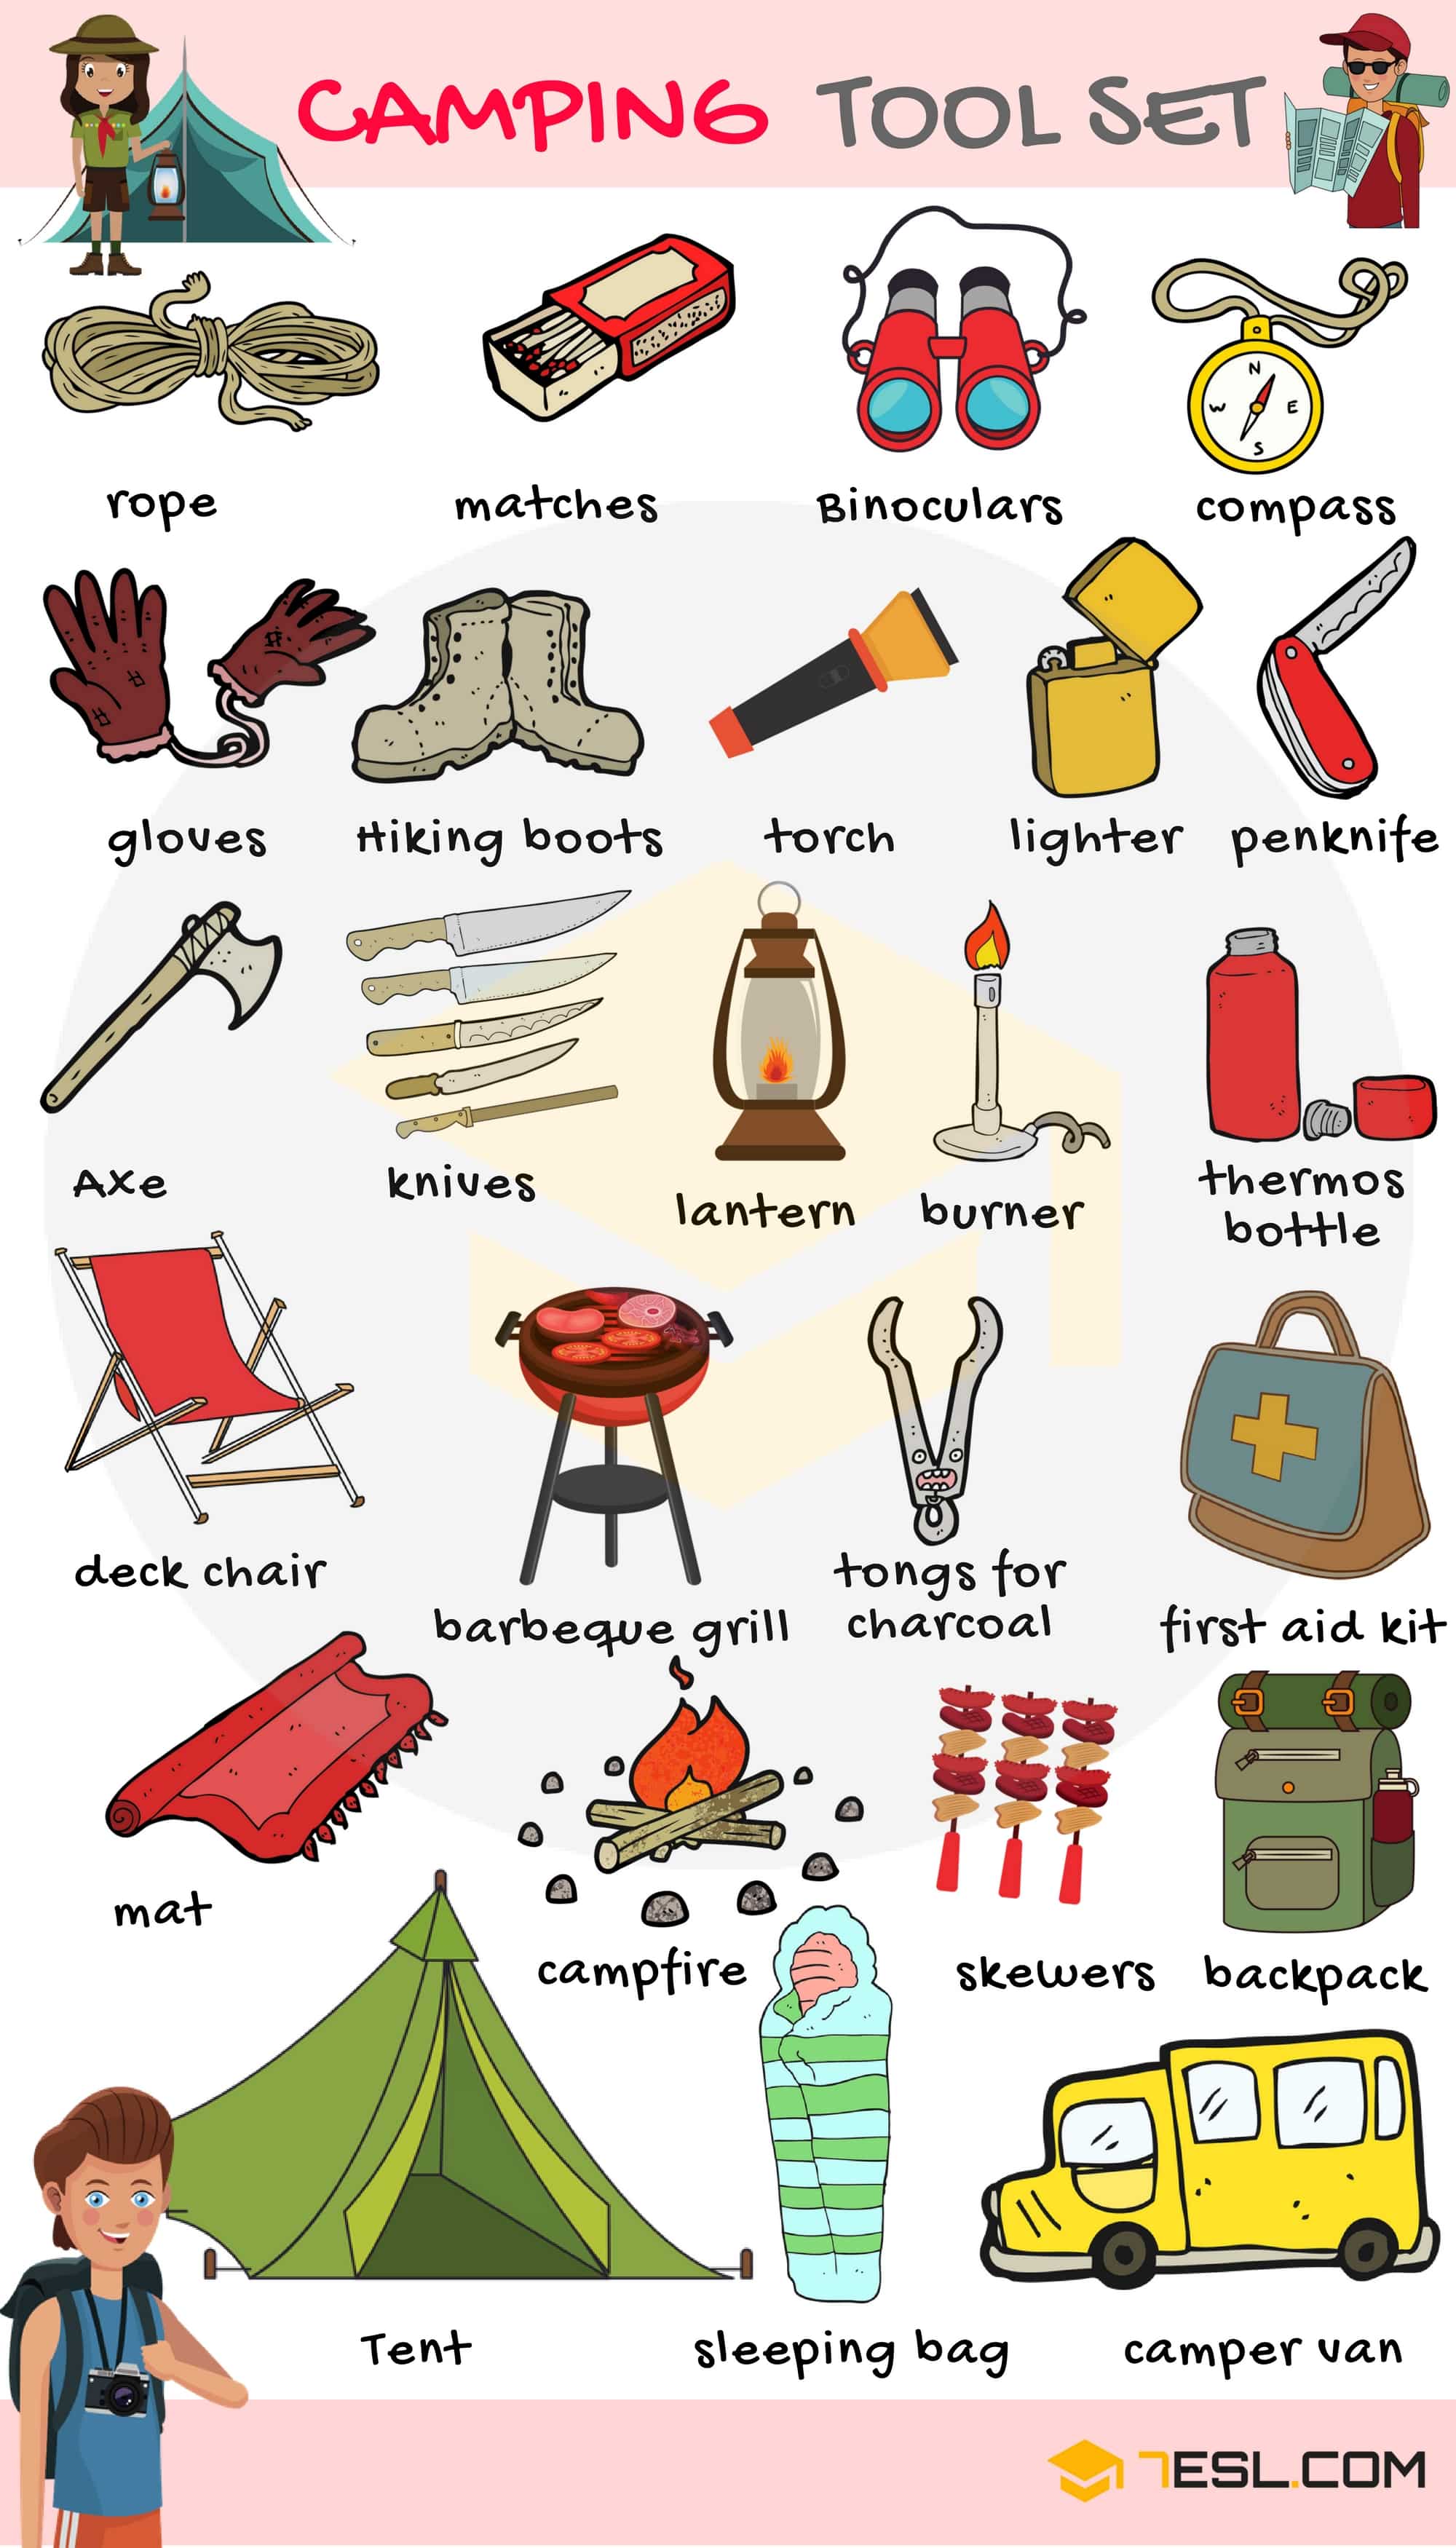 CAMPING TOOL SET
N
W E
S
rope matches Binoculars compass
gloves Hiking boots torch lighter penknife
Axe knives lantern burner thermos
bottle
deck chair barbeque grill tongs for
charcoal first aid kit
mat campfire skewers backpack
Tent sleeping bag camper van
7ESL.COM